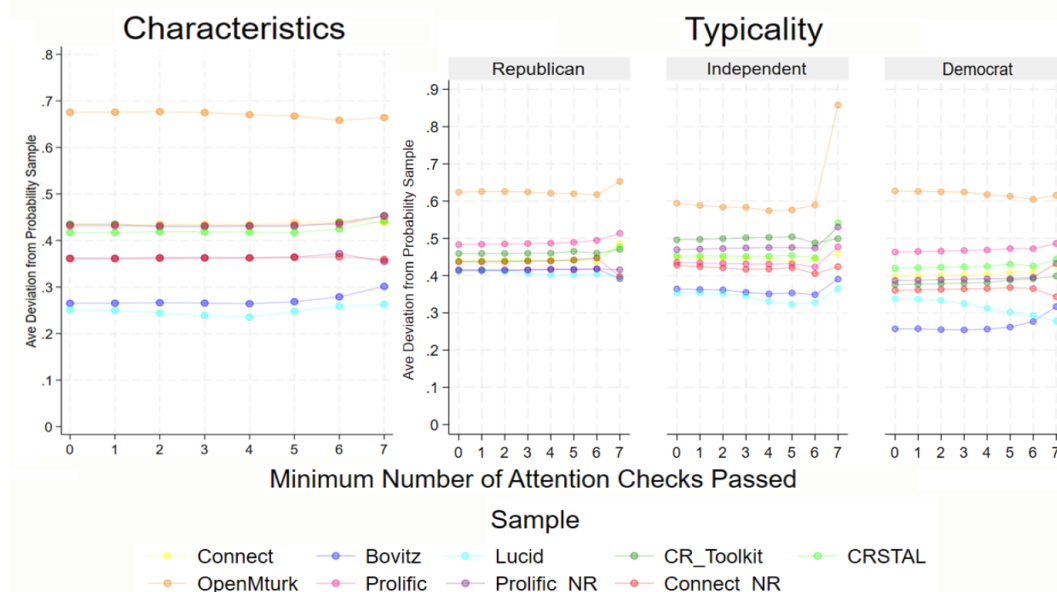 Characteristics
Typicality
Republican
Independent
Democrat
Ave Deviation from Probability Sample
.8
.7
.6
.5
.4
.3
.2
.1
0
0 1 2 3 4 5 6 7
Ave Deviation from Probability Sample
.9
.8
.7
.6
.5
.4
.3
.2
.1
0
0 1 2 3 4 5 6 7
0 1 2 3 4 5 6 7
0 1 2 3 4 5 6 7
Minimum Number of Attention Checks Passed
Sample
Connect Bovitz Lucid CR_Toolkit CRSTAL
OpenMturk Prolific Prolific_NR Connect_NR